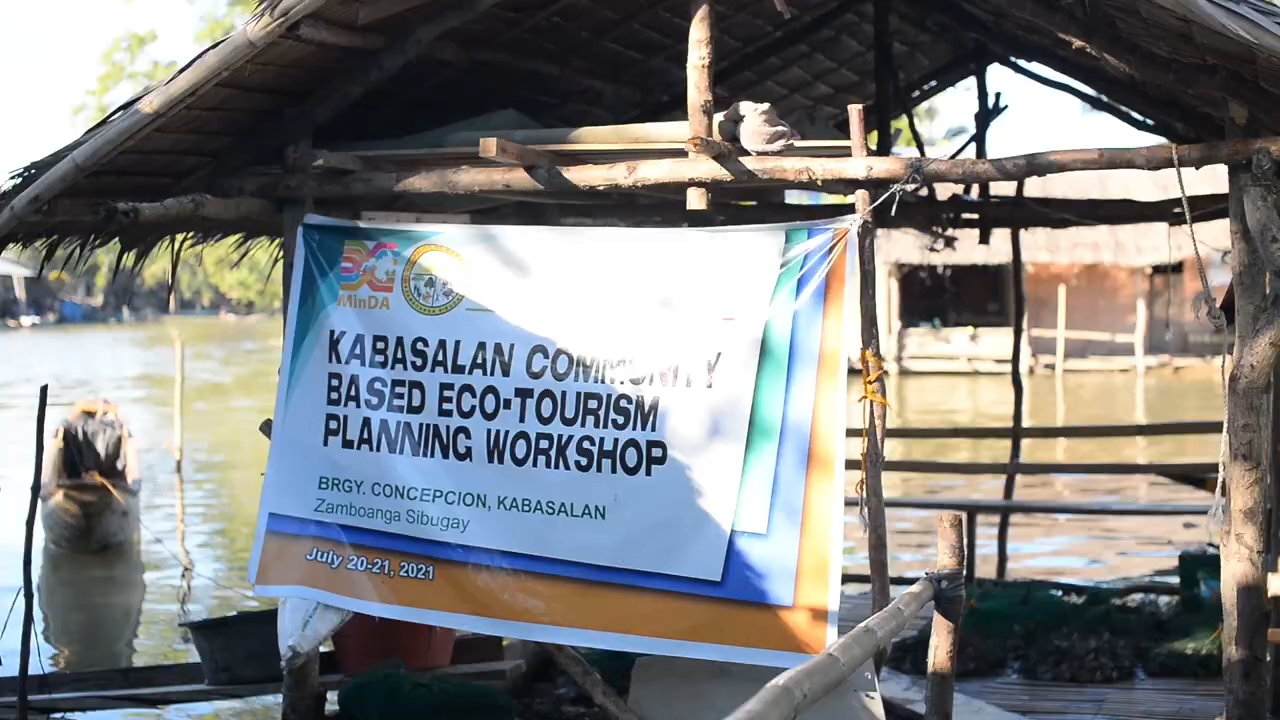 MinDA
KABASALAN COMMUNITY
BASED ECO-TOURISM
PLANNING WORKSHOP
BRGY. CONCEPCION, KABASALAN
Zamboanga Sibugay
July 20-21, 2021